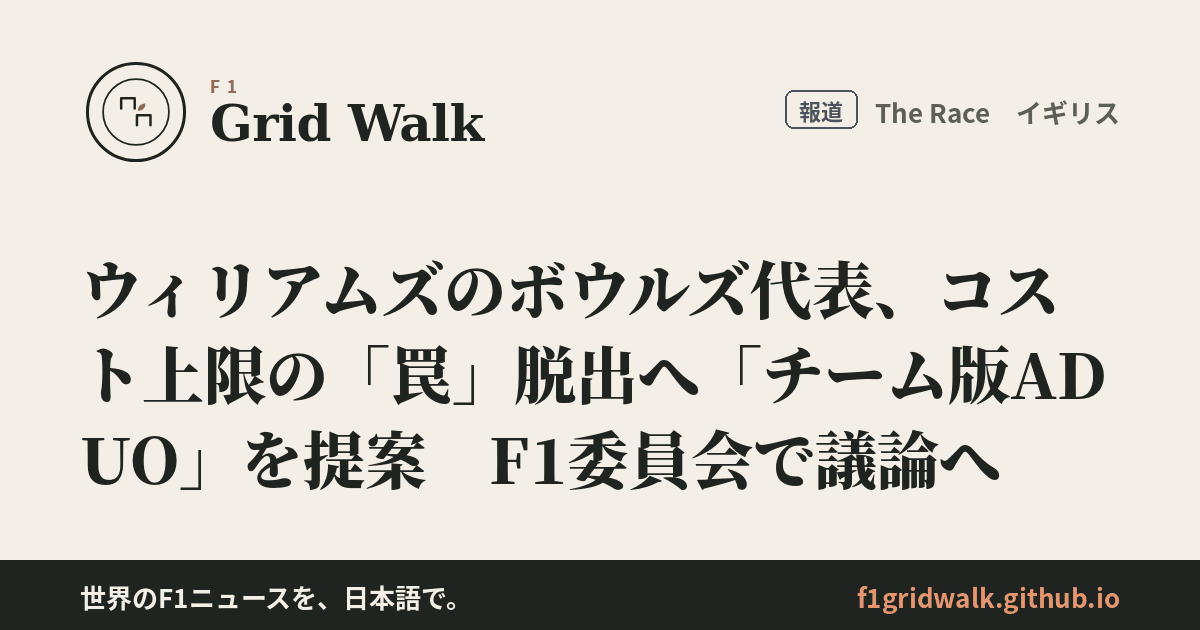 F1
Grid Walk
報道 The Race イギリス
ウィリアムズのボウルズ代表、コス
ト上限の「罠」脱出へ「チーム版AD
UO」を提案　F1委員会で議論へ
世界のF1ニュースを、日本語で。
f1gridwalk.github.io